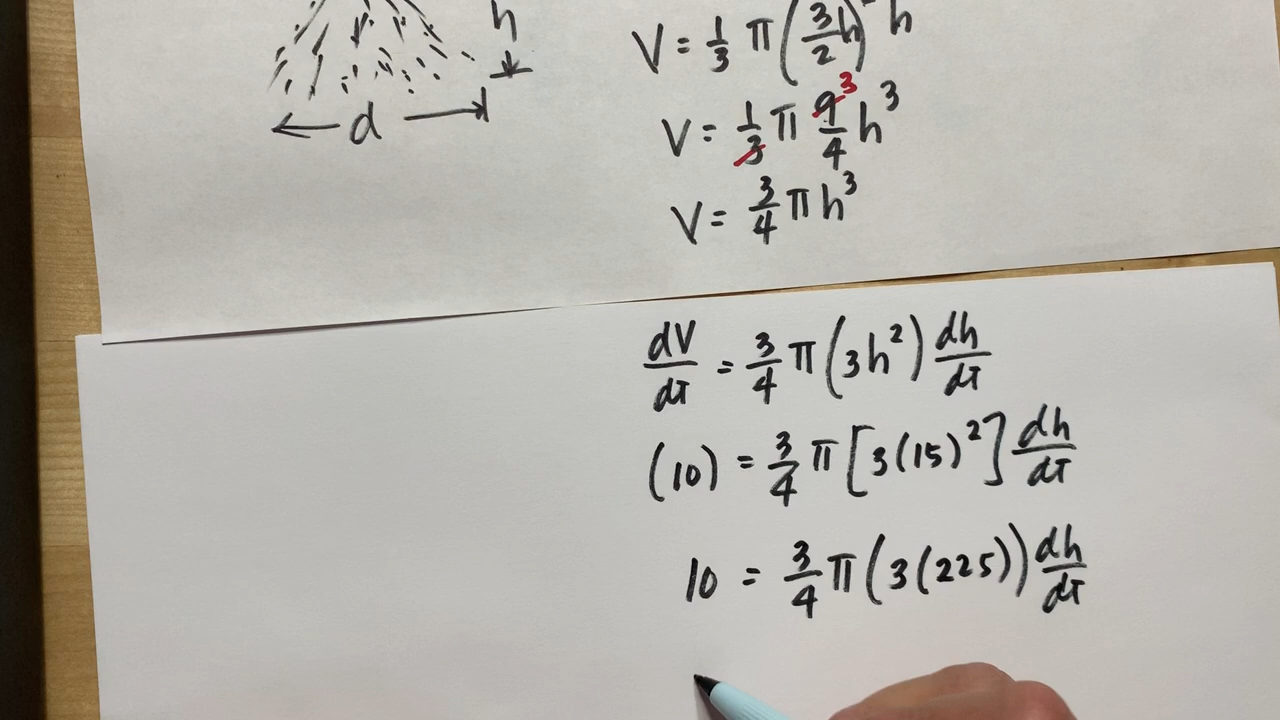 h
d
V = 1/3 π (3/2 h)² h
V = 1/3 π 9/4 h³ 3
V = 3/4 π h³
dV/dt = 3/4 π (3h²) dh/dt
(10) = 3/4 π [3(15)²] dh/dt
10 = 3/4 π (3(225)) dh/dt